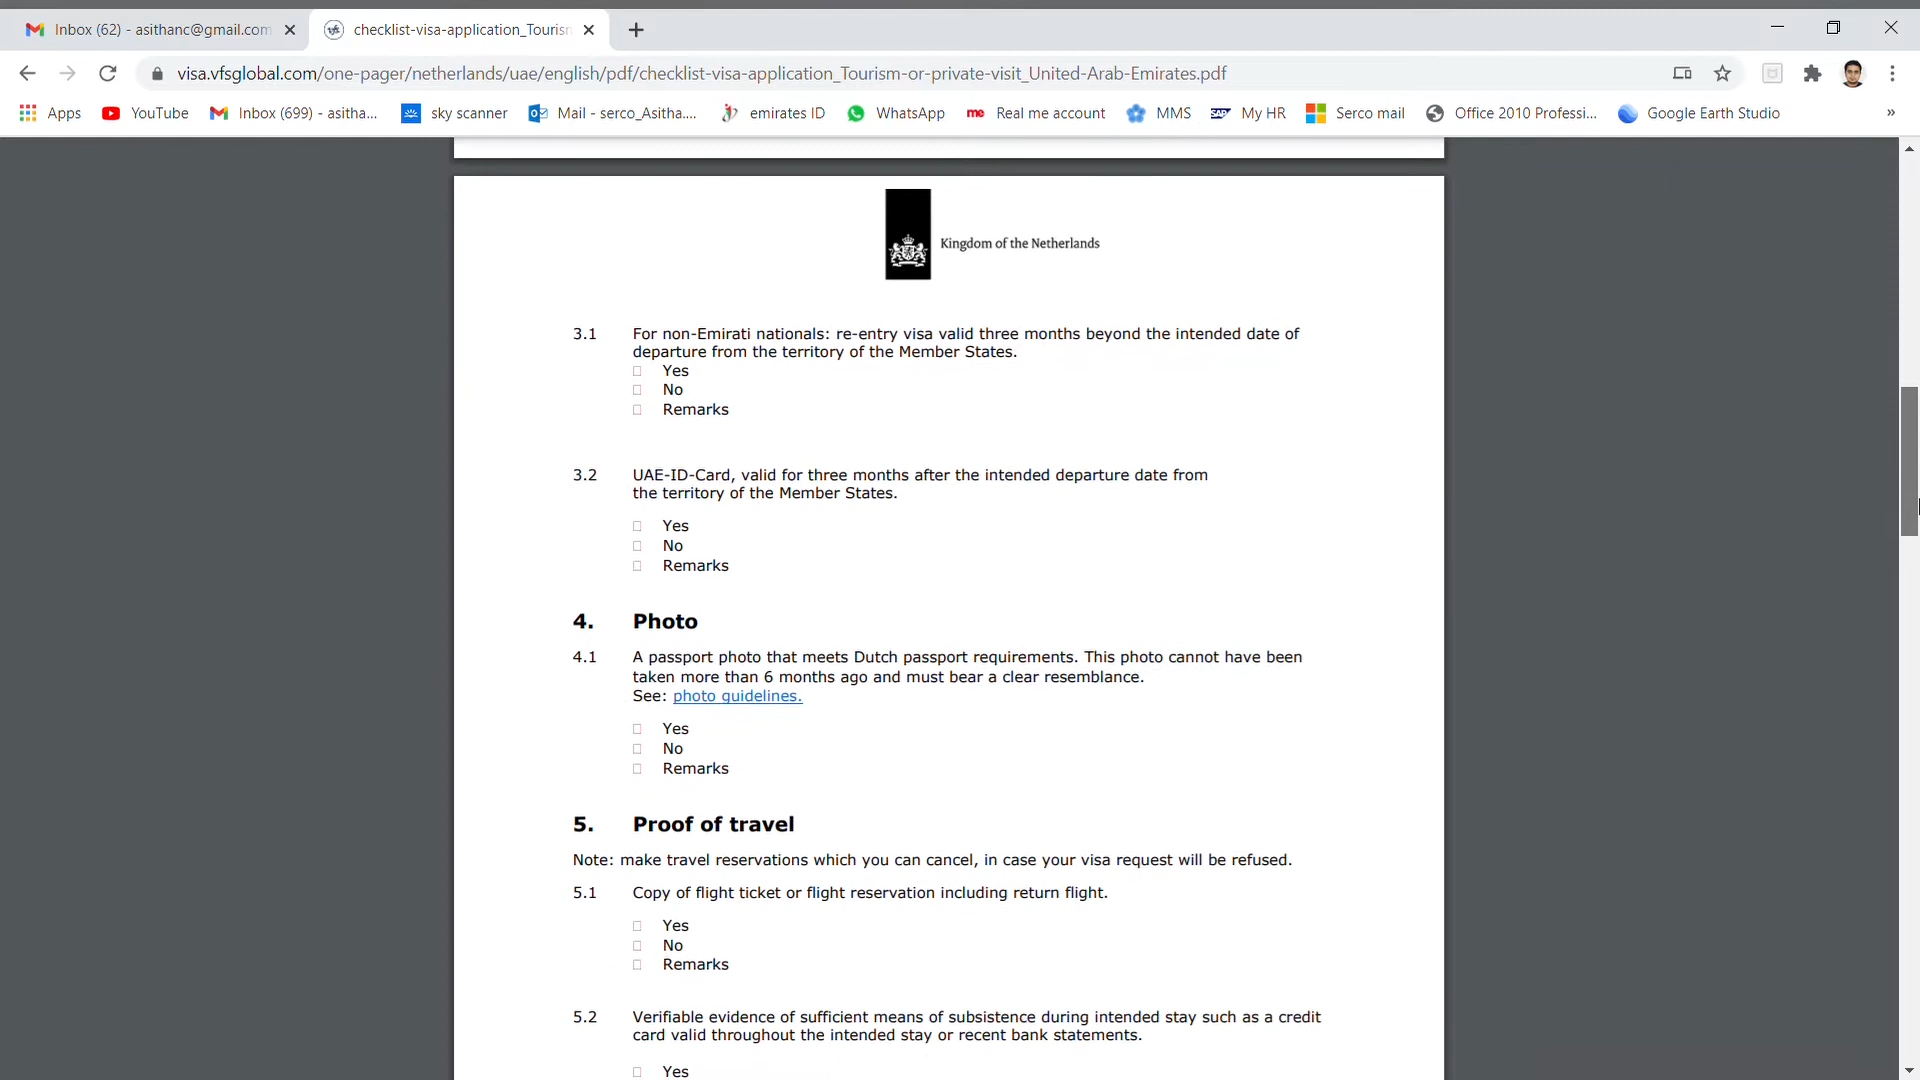 Inbox (62) - asithanc@gmail.com
checklist-visa-application_Tourism
visa.vfsglobal.com/one-pager/netherlands/uae/english/pdf/checklist-visa-application_Tourism-or-private-visit_United-Arab-Emirates.pdf
Apps YouTube Inbox (699) - asitha... sky scanner Mail - serco_Asitha.... emirates ID WhatsApp me Real me account MMS SAP My HR Serco mail Office 2010 Professi... Google Earth Studio »
Kingdom of the Netherlands
3.1 For non-Emirati nationals: re-entry visa valid three months beyond the intended date of
departure from the territory of the Member States.
Yes
No
Remarks
3.2 UAE-ID-Card, valid for three months after the intended departure date from
the territory of the Member States.
Yes
No
Remarks
4. Photo
4.1 A passport photo that meets Dutch passport requirements. This photo cannot have been
taken more than 6 months ago and must bear a clear resemblance.
See: photo guidelines.
Yes
No
Remarks
5. Proof of travel
Note: make travel reservations which you can cancel, in case your visa request will be refused.
5.1 Copy of flight ticket or flight reservation including return flight.
Yes
No
Remarks
5.2 Verifiable evidence of sufficient means of subsistence during intended stay such as a credit
card valid throughout the intended stay or recent bank statements.
Yes